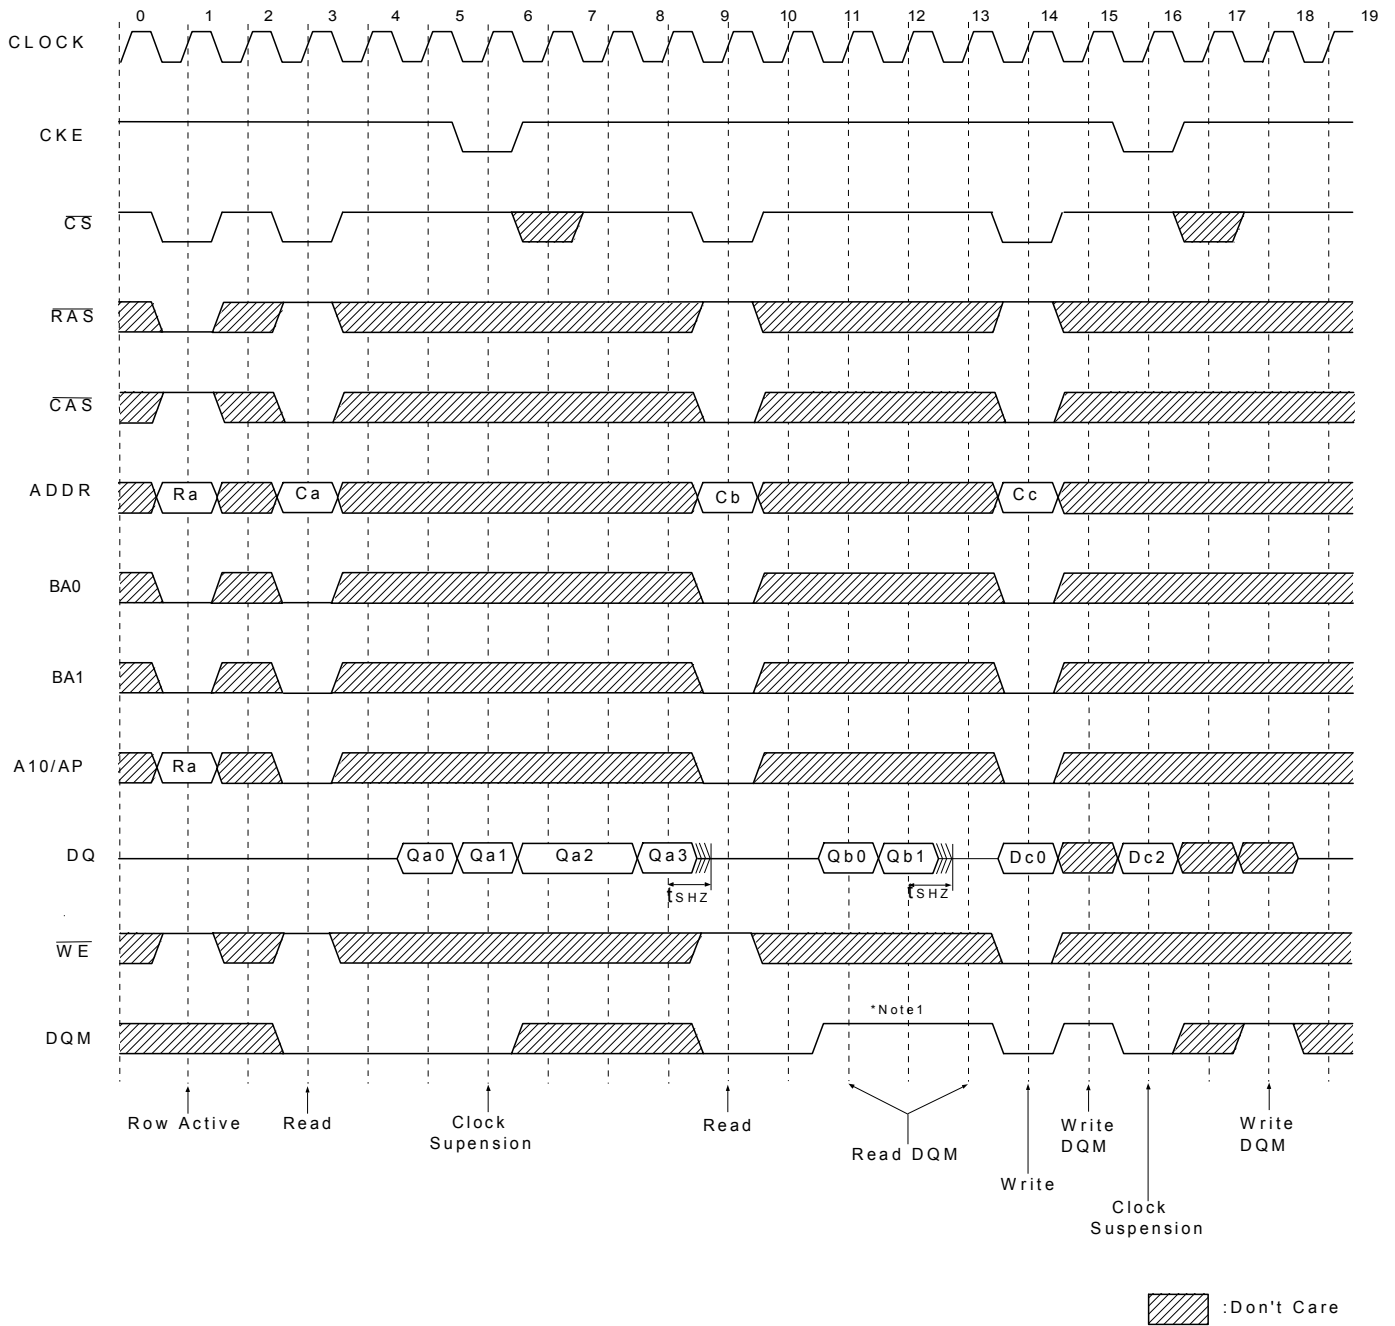 0 1 2 3 4 5 6 7 8 9 10 11 12 13 14 15 16 17 18 19
CLOCK
CKE
CS
RAS
CAS
ADDR Ra Ca Cb Cc
BA0
BA1
A10/AP Ra
DQ Qa0 Qa1 Qa2 Qa3 Qb0 Qb1 Dc0 Dc2
tSHZ tSHZ
WE
*Note1
DQM
Row Active Read Clock Supension Read Read DQM Write Write DQM Clock Suspension Write DQM
:Don't Care